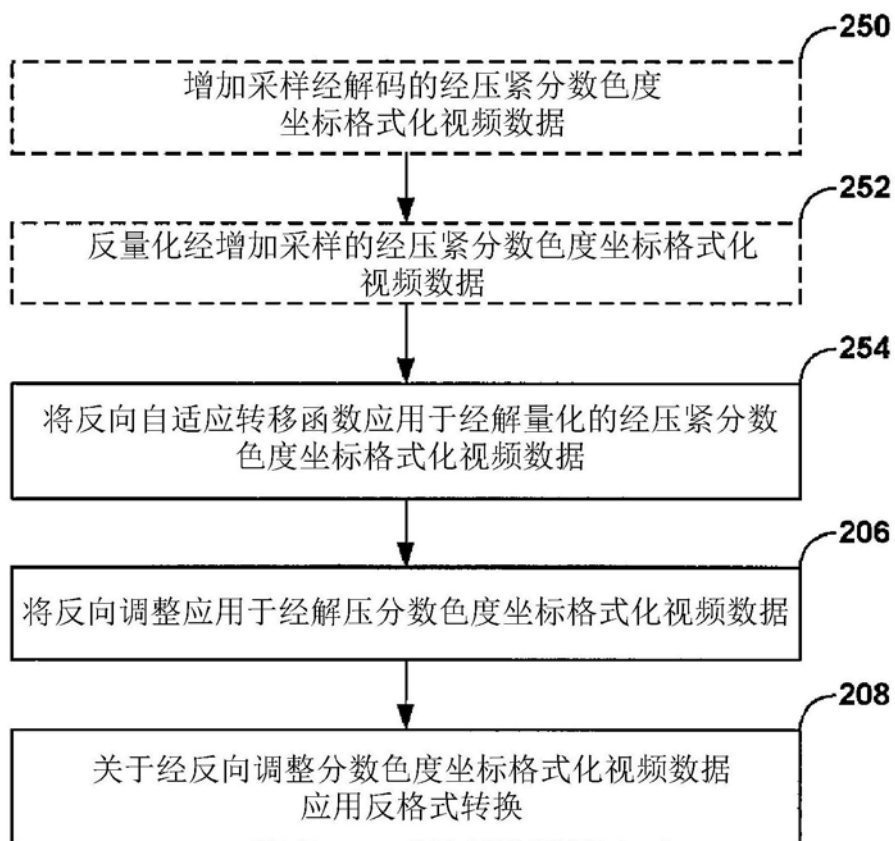 250
增加采样经解码的经压紧分数色度
坐标格式化视频数据
252
反量化经增加采样的经压紧分数色度坐标格式化
视频数据
254
将反向自适应转移函数应用于经解量化的经压紧分数
色度坐标格式化视频数据
206
将反向调整应用于经解压分数色度坐标格式化视频数据
208
关于经反向调整分数色度坐标格式化视频数据
应用反格式转换